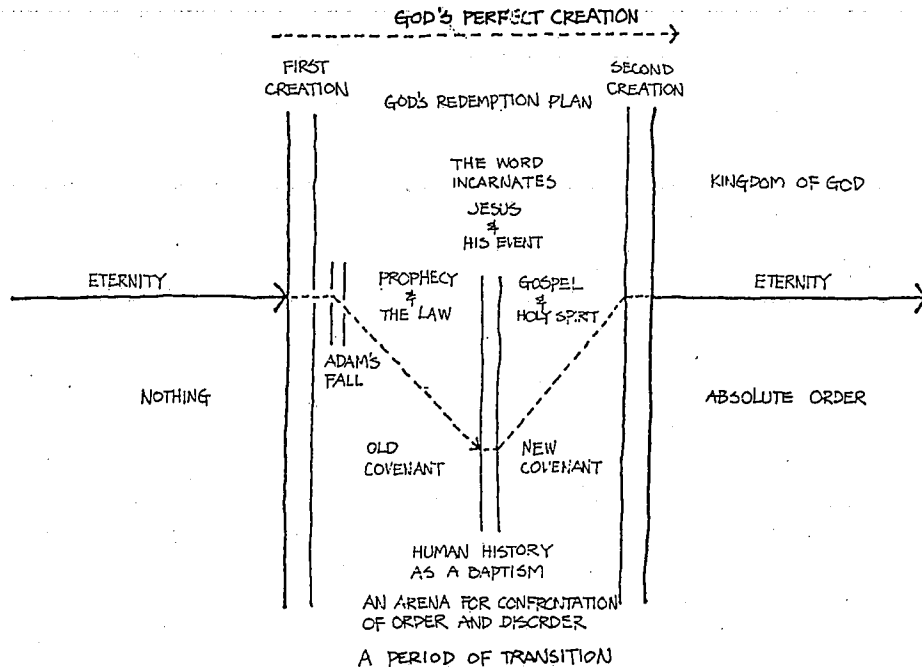 GOD'S PERFECT CREATION
FIRST
CREATION
SECOND
CREATION
GOD'S REDEMPTION PLAN
THE WORD
INCARNATES
JESUS
&
HIS EVENT
KINGDOM OF GOD
ETERNITY
PROPHECY
&
THE LAW
GOSPEL
&
HOLY SPIRT
ETERNITY
ADAM'S
FALL
NOTHING
ABSOLUTE ORDER
OLD
COVENANT
NEW
COVENANT
HUMAN HISTORY
AS A BAPTISM
AN ARENA FOR CONFRONTATION
OF ORDER AND DISORDER
A PERIOD OF TRANSITION